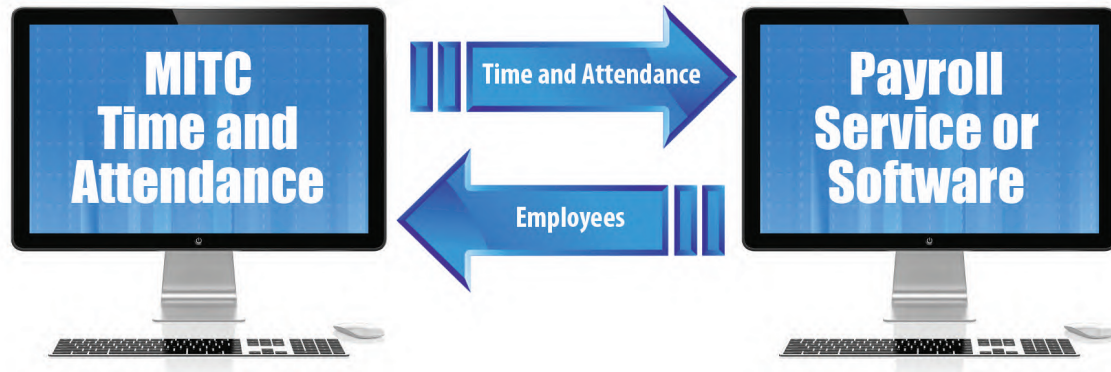 MITC
Time and
Attendance
Time and Attendance
Employees
Payroll
Service or
Software